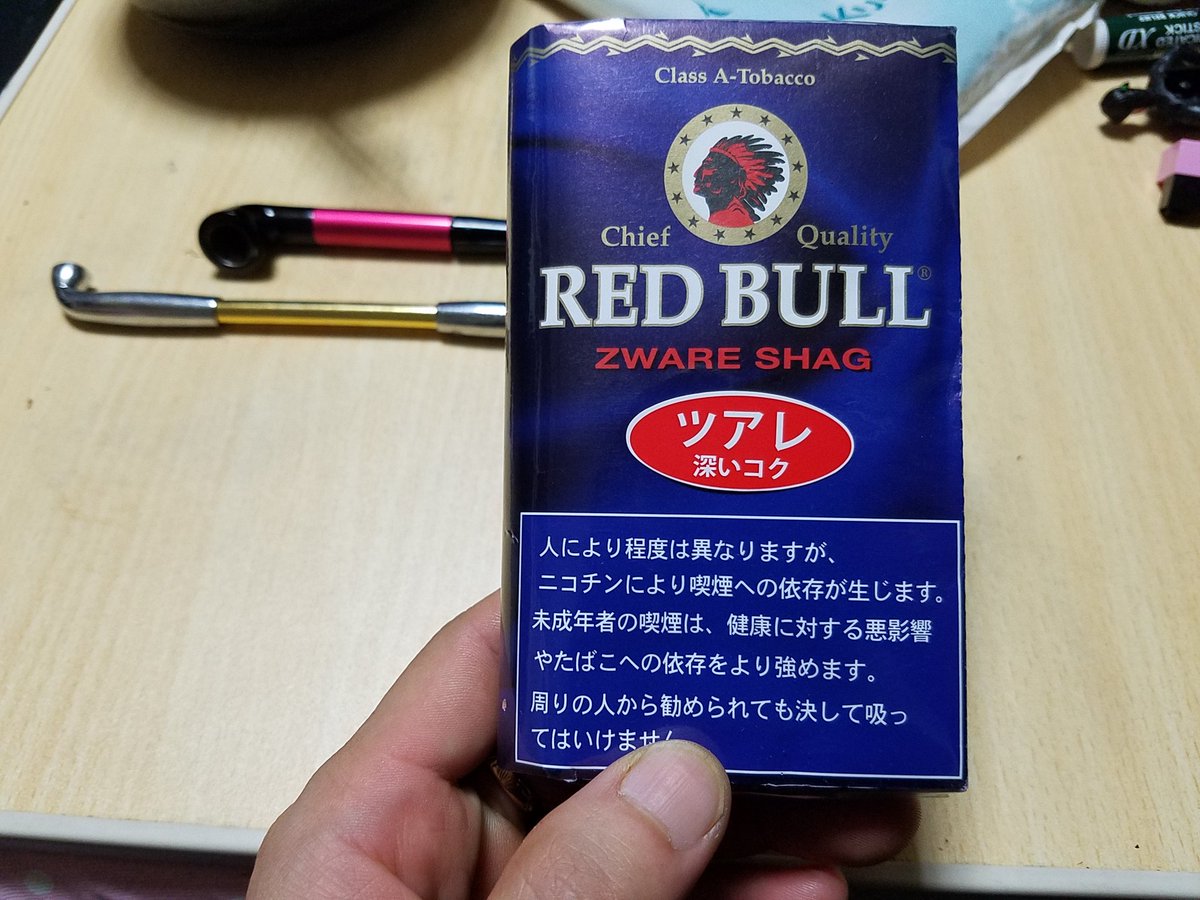 Class A-Tobacco
Chief Quality
RED BULL®
ZWARE SHAG
ツアレ
深いコク
人により程度は異なりますが、
ニコチンにより喫煙への依存が生じます。
未成年者の喫煙は、健康に対する悪影響
やたばこへの依存をより強めます。
周りの人から勧められても決して吸っ
てはいけません
XD